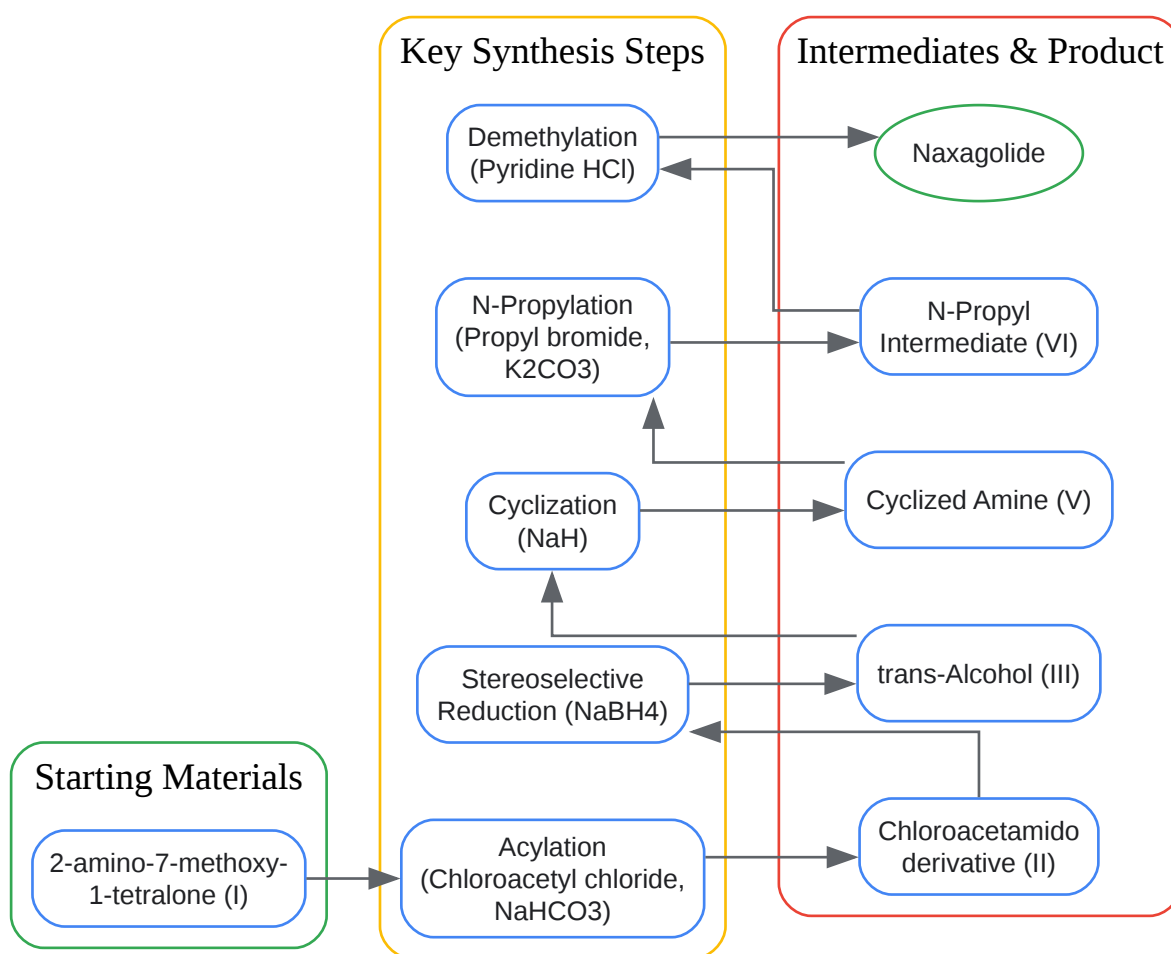 Key Synthesis Steps
Intermediates & Product
Demethylation
(Pyridine HCl)
Naxagolide
N-Propylation
(Propyl bromide,
K2CO3)
N-Propyl
Intermediate (VI)
Cyclization
(NaH)
Cyclized Amine (V)
Stereoselective
Reduction (NaBH4)
trans-Alcohol (III)
Starting Materials
2-amino-7-methoxy-
1-tetralone (I)
Acylation
(Chloroacetyl chloride,
NaHCO3)
Chloroacetamido
derivative (II)